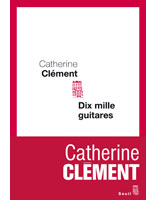 Catherine
Clément
Dix mille
guitares
Catherine
CLÉMENT
Seuil